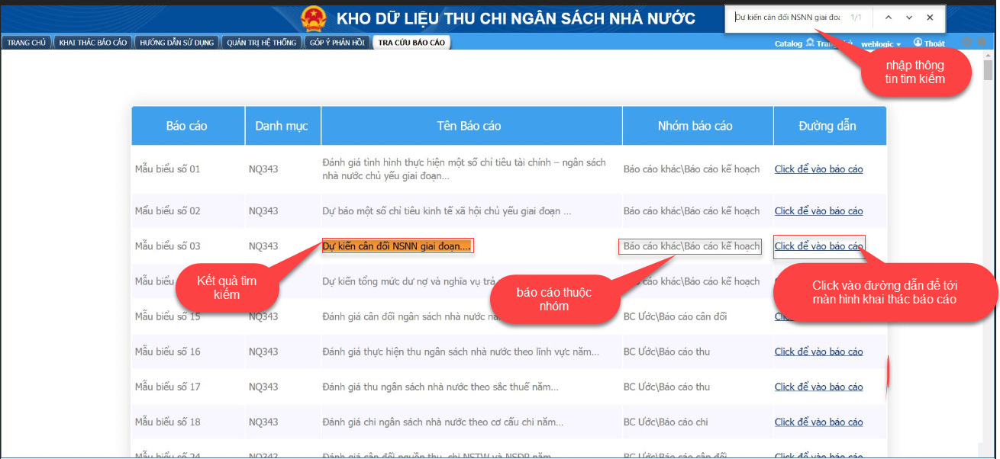 KHO DỮ LIỆU THU CHI NGÂN SÁCH NHÀ NƯỚC
Dự kiến cân đối NSNN giai đoạ 1/1
TRANG CHỦ KHAI THÁC BÁO CÁO HƯỚNG DẪN SỬ DỤNG QUẢN TRỊ HỆ THỐNG GÓP Ý PHẢN HỒI TRA CỨU BÁO CÁO
Catalog weblogic Thoát
nhập thông
tin tìm kiếm
Báo cáo Danh mục Tên Báo cáo Nhóm báo cáo Đường dẫn
Mẫu biểu số 01 NQ343 Đánh giá tình hình thực hiện một số chỉ tiêu tài chính – ngân sách
nhà nước chủ yếu giai đoạn... Báo cáo khác\Báo cáo kế hoạch Click để vào báo cáo
Mẩu biểu số 02 NQ343 Dự báo một số chỉ tiêu kinh tế xã hội chủ yếu giai đoạn ... Báo cáo khác\Báo cáo kế hoạch Click để vào báo cáo
Mẫu biểu số 03 NQ343 Dự kiến cân đối NSNN giai đoạn.... Báo cáo khác\Báo cáo kế hoạch Click để vào báo cáo
Kết quả tìm
kiếm
báo cáo thuộc
nhóm
Click vào đường dẫn để tới
màn hình khai thác báo cáo
Mẫu biểu NQ343 Dự kiến tổng mức dư nợ và nghĩa vụ trả cáo khác\Báo cáo kế hoạch
Mẫu biểu số 15 NQ343 Đánh giá cân đối ngân sách nhà nước BC Ước\Báo cáo cân đối
Mẫu biểu số 16 NQ343 Đánh giá thực hiện thu ngân sách nhà nước theo lĩnh vực năm... BC Ước\Báo cáo thu Click để vào báo cáo
Mẫu biểu số 17 NQ343 Đánh giá thu ngân sách nhà nước theo sắc thuế năm... BC Ước\Báo cáo thu Click để vào báo cáo
Mẫu biểu số 18 NQ343 Đánh giá chi ngân sách nhà nước theo cơ cấu chi năm... BC Ước\Báo cáo chi Click để vào báo cáo
Mẫu biểu số 24 NQ343 Đánh giá cân đối nguồn thu, chi NSTW và NSĐP năm BC Ước\Báo cáo cân đối Click để vào báo cáo